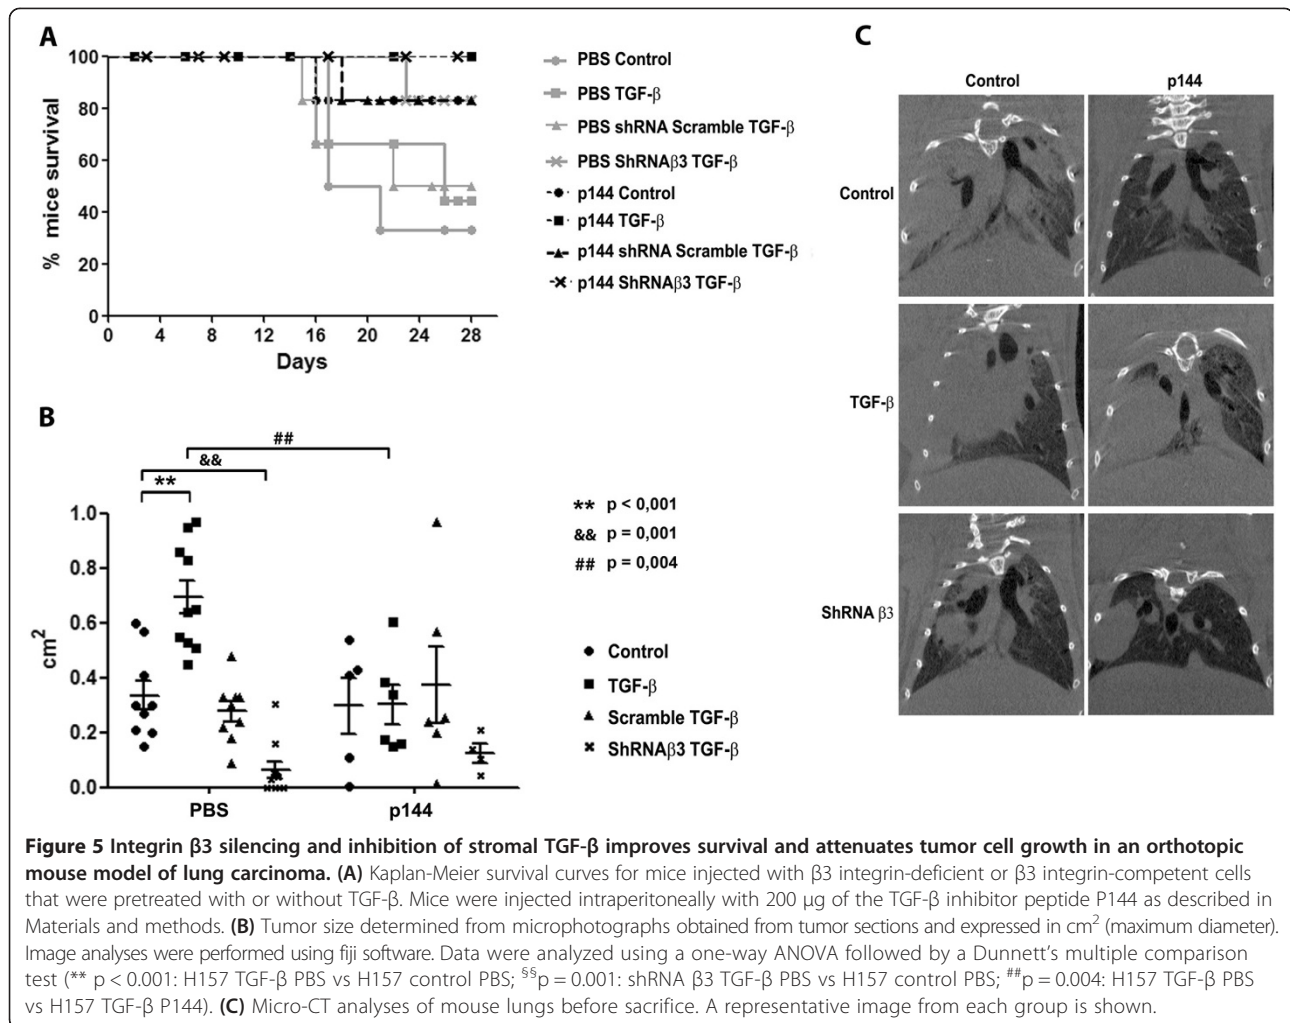 A
% mice survival
100
80
60
40
20
0
0 4 8 12 16 20 24 28
Days
PBS Control
PBS TGF-β
PBS shRNA Scramble TGF-β
PBS ShRNAβ3 TGF-β
p144 Control
p144 TGF-β
p144 shRNA Scramble TGF-β
p144 ShRNAβ3 TGF-β
B
##
&&
**
** p < 0,001
&& p = 0,001
## p = 0,004
cm²
1.0
0.8
0.6
0.4
0.2
0.0
PBS p144
Control
TGF-β
Scramble TGF-β
ShRNAβ3 TGF-β
C
Control p144
Control
TGF-β
ShRNA β3
Figure 5 Integrin β3 silencing and inhibition of stromal TGF-β improves survival and attenuates tumor cell growth in an orthotopic
mouse model of lung carcinoma. (A) Kaplan-Meier survival curves for mice injected with β3 integrin-deficient or β3 integrin-competent cells
that were pretreated with or without TGF-β. Mice were injected intraperitoneally with 200 μg of the TGF-β inhibitor peptide P144 as described in
Materials and methods. (B) Tumor size determined from microphotographs obtained from tumor sections and expressed in cm² (maximum diameter).
Image analyses were performed using fiji software. Data were analyzed using a one-way ANOVA followed by a Dunnett's multiple comparison
test (** p < 0.001: H157 TGF-β PBS vs H157 control PBS; §§p = 0.001: shRNA β3 TGF-β PBS vs H157 control PBS; ##p = 0.004: H157 TGF-β PBS
vs H157 TGF-β P144). (C) Micro-CT analyses of mouse lungs before sacrifice. A representative image from each group is shown.